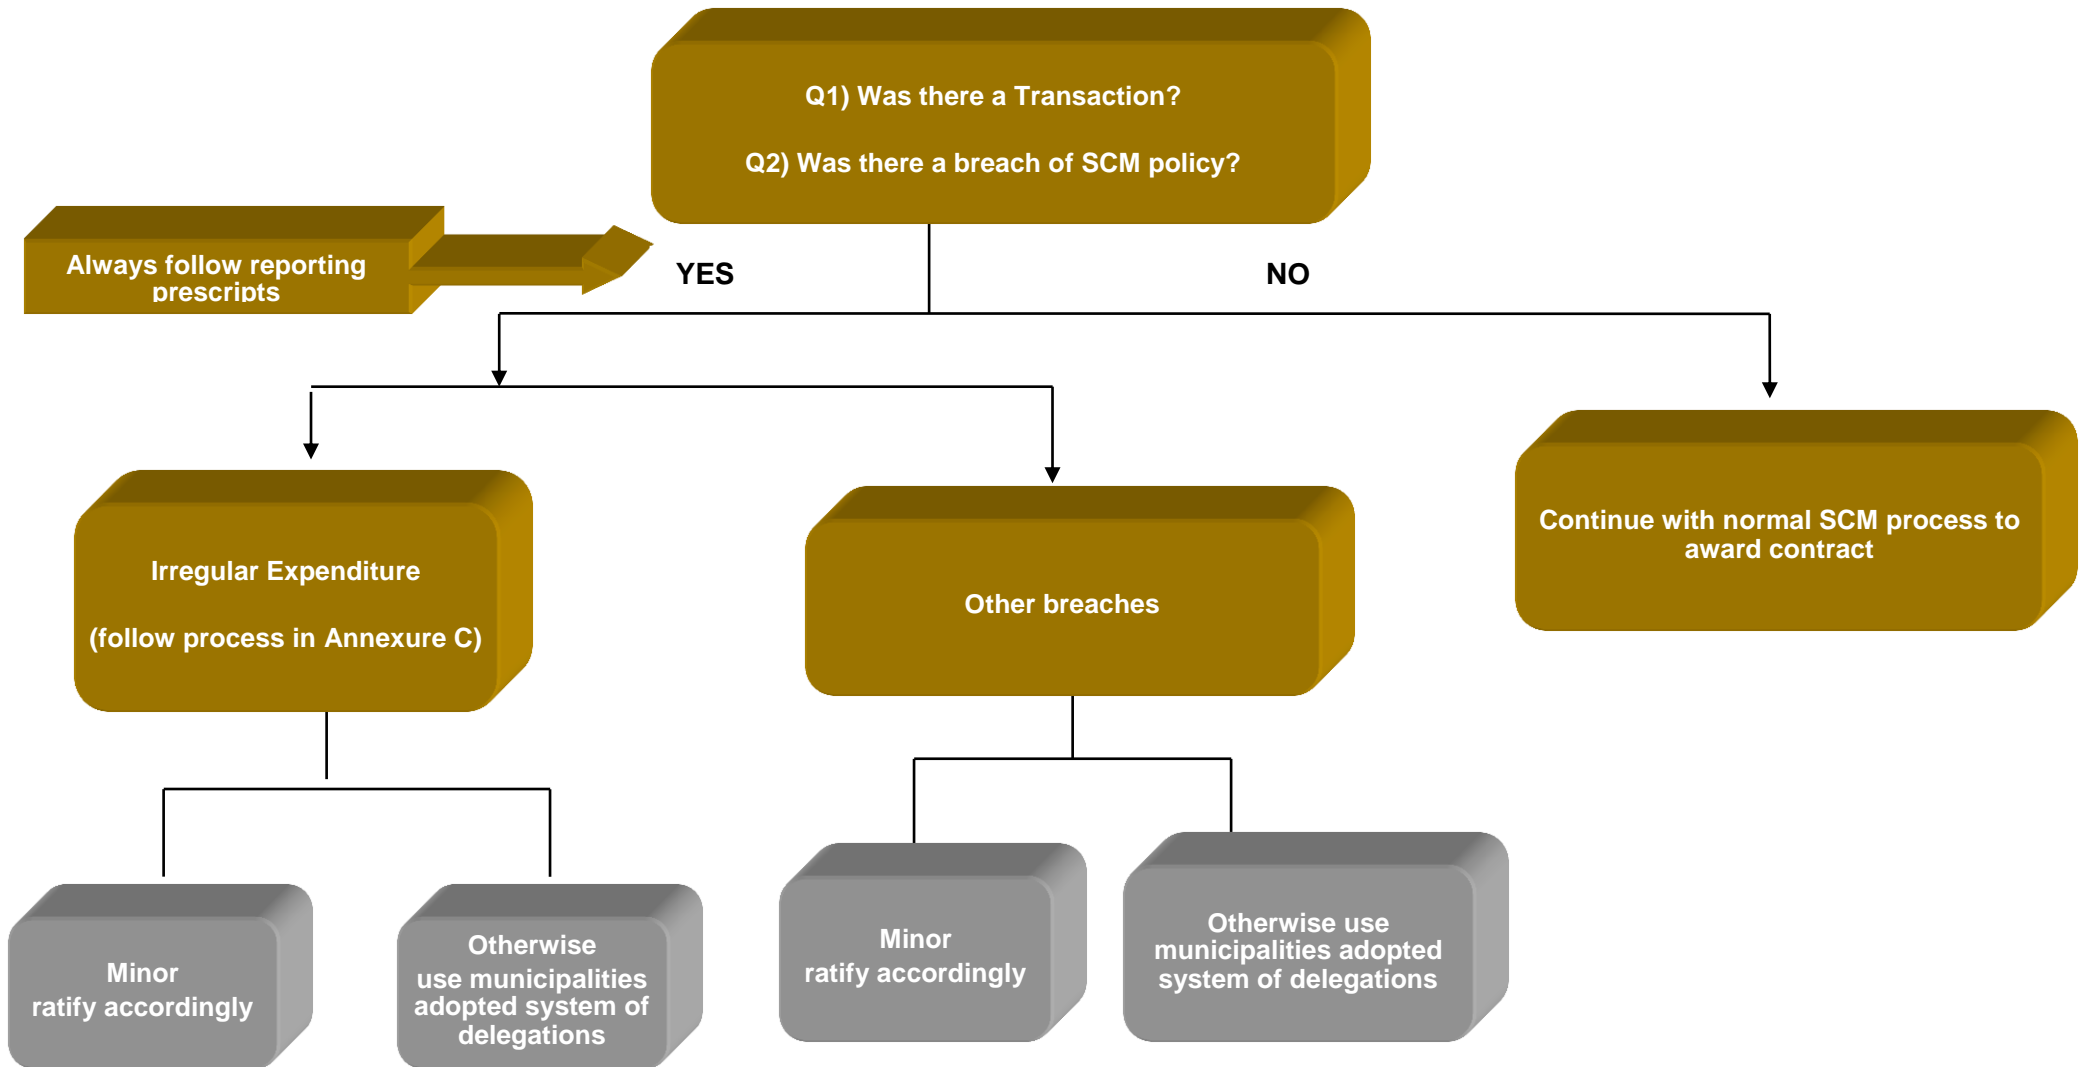 Q1) Was there a Transaction?
Q2) Was there a breach of SCM policy?
Always follow reporting
prescripts
YES
NO
Irregular Expenditure
(follow process in Annexure C)
Other breaches
Continue with normal SCM process to
award contract
Minor
ratify accordingly
Otherwise
use municipalities
adopted system of
delegations
Minor
ratify accordingly
Otherwise use
municipalities adopted
system of delegations